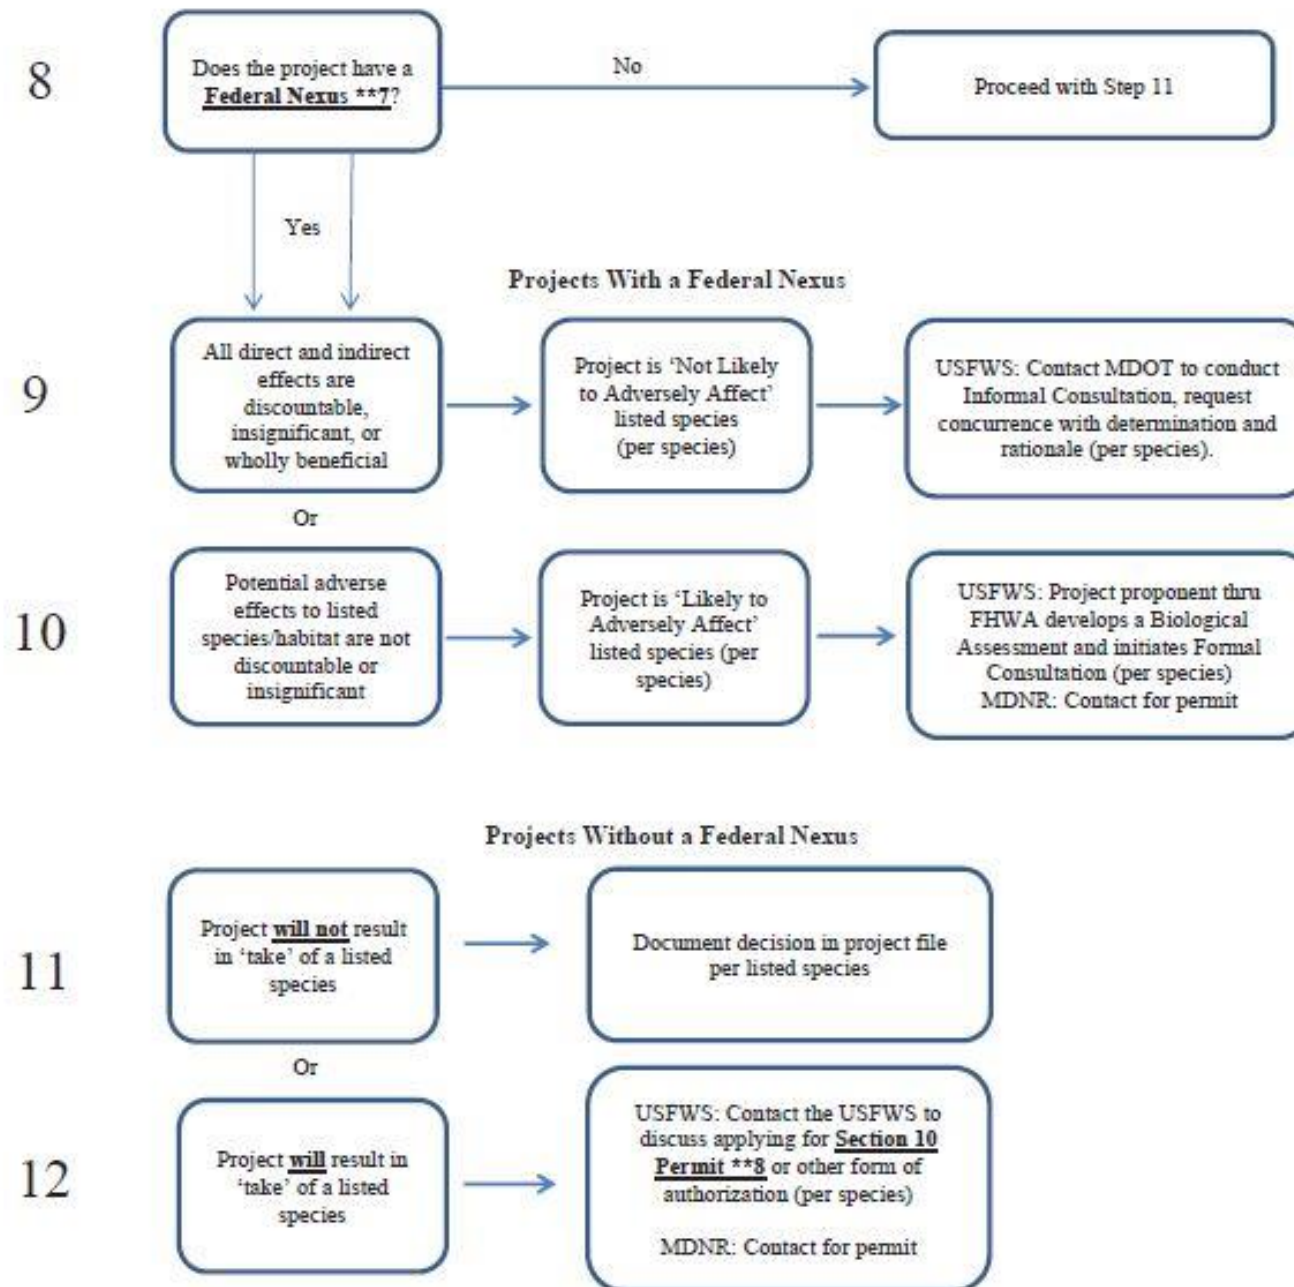 8
Does the project have a
Federal Nexus **7?
No
Proceed with Step 11
Yes
Projects With a Federal Nexus
9
All direct and indirect
effects are
discountable,
insignificant, or
wholly beneficial
Project is ‘Not Likely
to Adversely Affect’
listed species
(per species)
USFWS: Contact MDOT to conduct
Informal Consultation, request
concurrence with determination and
rationale (per species).
Or
10
Potential adverse
effects to listed
species/habitat are not
discountable or
insignificant
Project is ‘Likely to
Adversely Affect’
listed species (per
species)
USFWS: Project proponent thru
FHWA develops a Biological
Assessment and initiates Formal
Consultation (per species)
MDNR: Contact for permit
Projects Without a Federal Nexus
11
Project will not result
in ‘take’ of a listed
species
Document decision in project file
per listed species
Or
12
Project will result in
‘take’ of a listed
species
USFWS: Contact the USFWS to
discuss applying for Section 10
Permit **8 or other form of
authorization (per species)
MDNR: Contact for permit